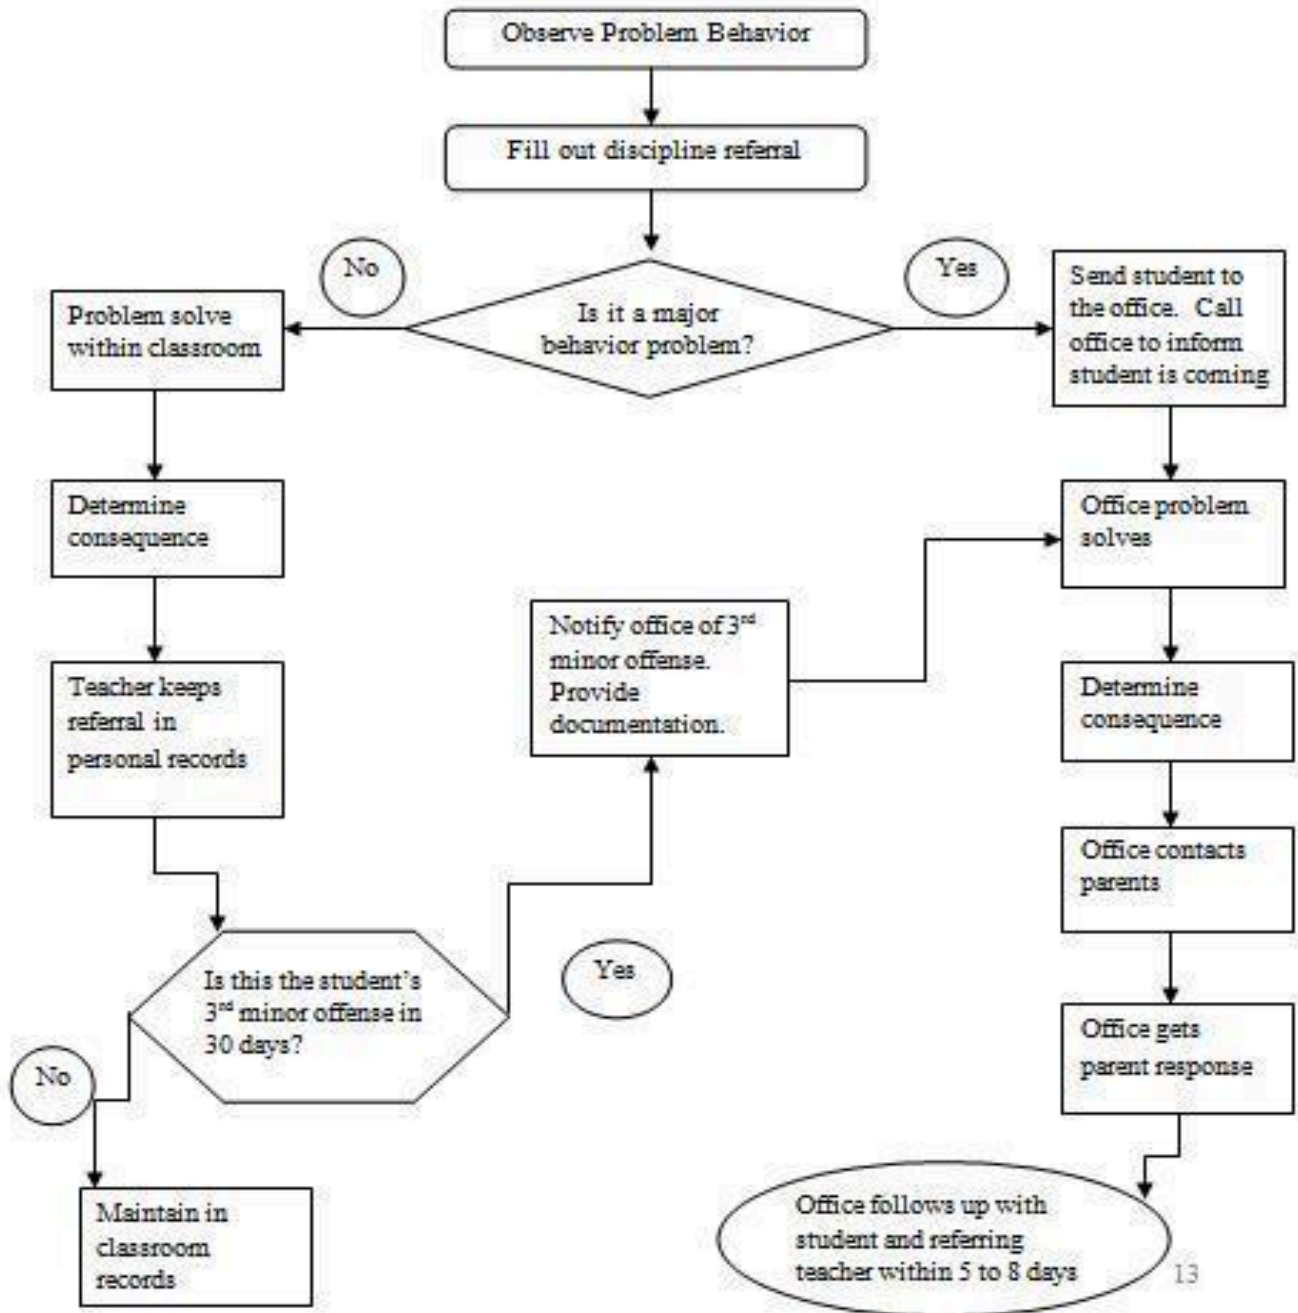 Observe Problem Behavior
Fill out discipline referral
No
Is it a major
behavior problem?
Yes
Send student to
the office. Call
office to inform
student is coming
Problem solve
within classroom
Determine
consequence
Office problem
solves
Notify office of 3rd
minor offense.
Provide
documentation.
Teacher keeps
referral in
personal records
Determine
consequence
Office contacts
parents
Is this the student's
3rd minor offense in
30 days?
Yes
Office gets
parent response
No
Maintain in
classroom
records
Office follows up with
student and referring
teacher within 5 to 8 days
13